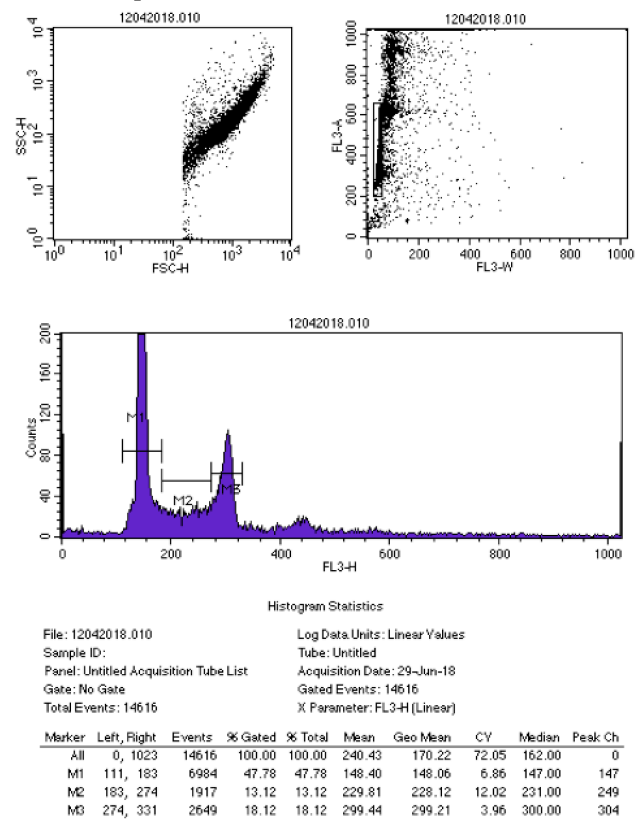 12042018.010
12042018.010
SSC-H
10^4
10^3
10^2
10^1
10^0
10^0 10^1 10^2 10^3 10^4
FSC-H
FL3-A
1000
800
600
400
200
0
0 200 400 600 800 1000
FL3-W
12042018.010
Counts
200
160
120
80
40
0
M1
M2
M3
0 200 400 600 800 1000
FL3-H
Histogram Statistics
File: 12042018.010 Log Data Units: Linear Values
Sample ID: Tube: Untitled
Panel: Untitled Acquisition Tube List Acquisition Date: 29-Jun-18
Gate: No Gate Gated Events: 14616
Total Events: 14616 X Parameter: FL3-H (Linear)
Marker Left, Right Events % Gated % Total Mean Geo Mean CV Median Peak Ch
All 0, 1023 14616 100.00 100.00 240.43 170.22 72.05 162.00 0
M1 111, 183 6984 47.78 47.78 148.40 148.06 6.86 147.00 147
M2 183, 274 1917 13.12 13.12 229.81 228.12 12.02 231.00 249
M3 274, 331 2649 18.12 18.12 299.44 299.21 3.96 300.00 304